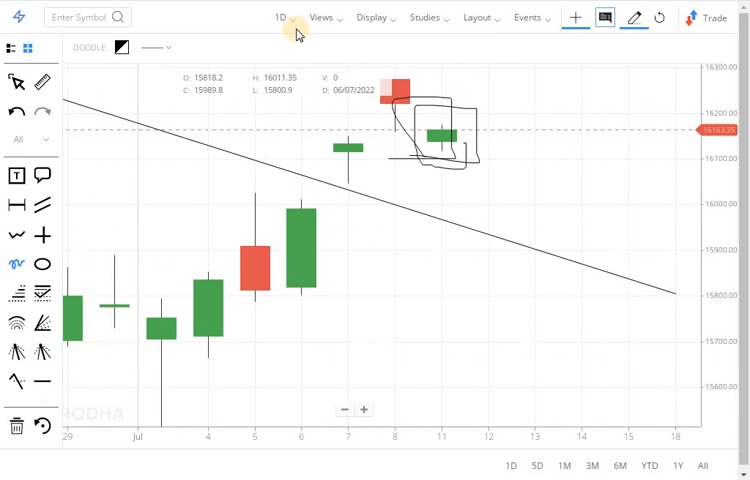 Enter Symbol
1D Views Display Studies Layout Events Trade
DOODLE:
O: 15818.2 H: 16011.35 V: 0
C: 15989.8 L: 15800.9 D: 06/07/2022
All
T
16300.00
16200.00
16163.35
16100.00
16000.00
15900.00
15800.00
15700.00
15600.00
RODHA
29 Jul 4 5 6 7 8 11 12 13 14 15 18
1D 5D 1M 3M 6M YTD 1Y All